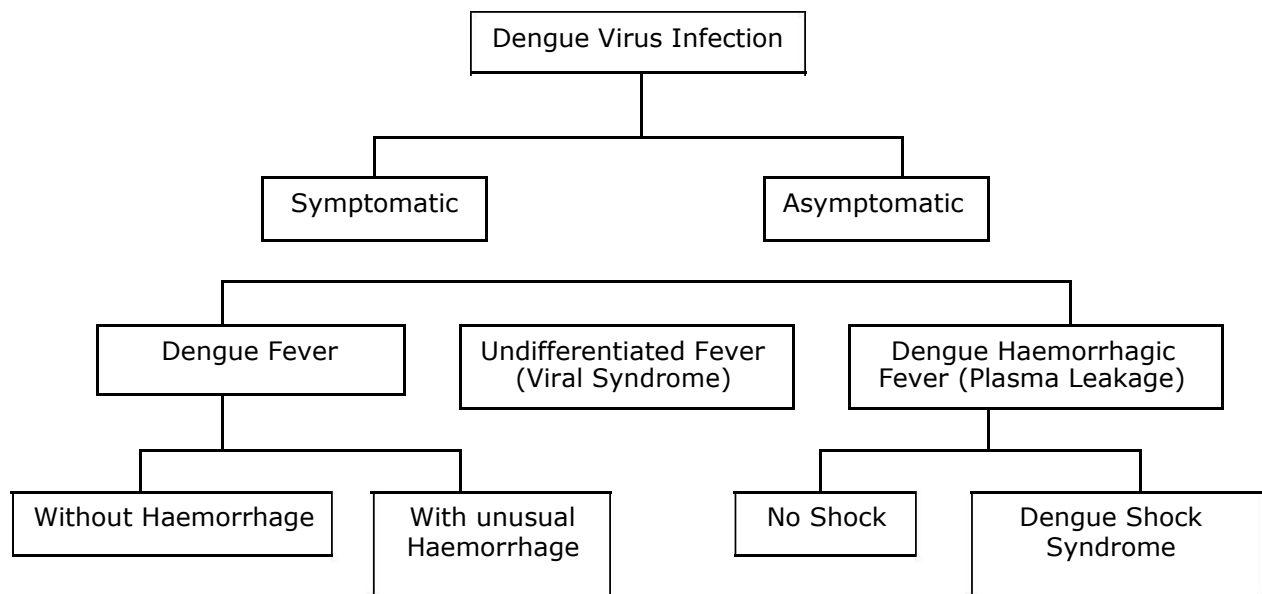 Dengue Virus Infection
Symptomatic
Asymptomatic
Dengue Fever
Undifferentiated Fever
(Viral Syndrome)
Dengue Haemorrhagic
Fever (Plasma Leakage)
Without Haemorrhage
With unusual
Haemorrhage
No Shock
Dengue Shock
Syndrome